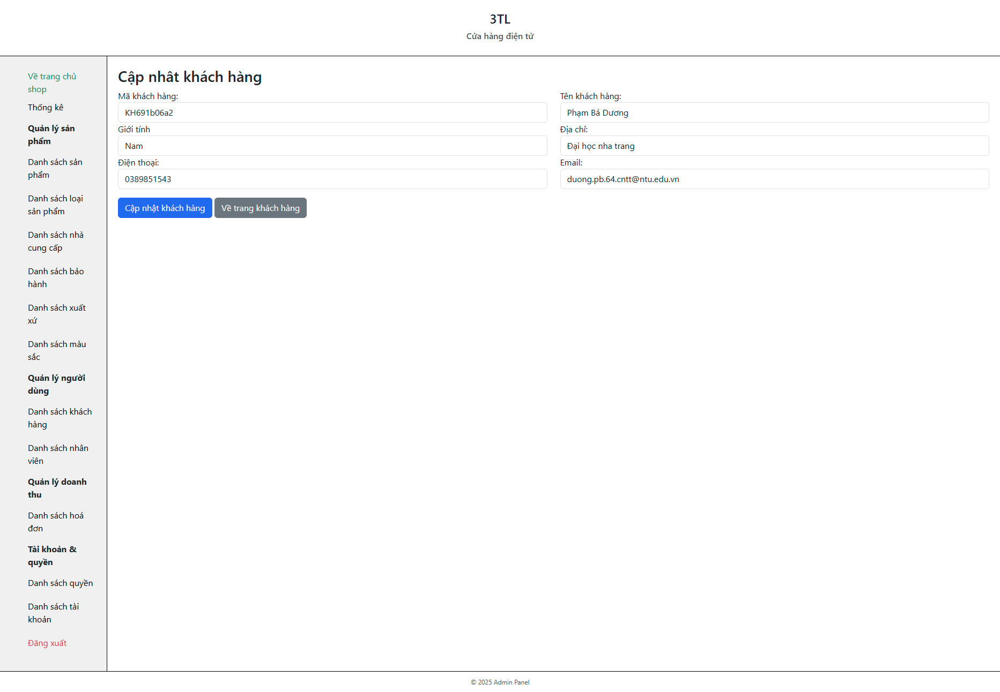 3TL
Cửa hàng điện tử
Về trang chủ
shop
Thống kê
Quản lý sản
phẩm
Danh sách sản
phẩm
Danh sách loại
sản phẩm
Danh sách nhà
cung cấp
Danh sách bảo
hành
Danh sách xuất
xứ
Danh sách màu
sắc
Quản lý người
dùng
Danh sách khách
hàng
Danh sách nhân
viên
Quản lý doanh
thu
Danh sách hoá
đơn
Tài khoản &
quyền
Danh sách quyền
Danh sách tài
khoản
Đăng xuất
Cập nhât khách hàng
Mã khách hàng:
KH691b06a2
Tên khách hàng:
Phạm Bá Dương
Giới tính
Nam
Địa chỉ:
Đại học nha trang
Điện thoại:
0389851543
Email:
duong.pb.64.cntt@ntu.edu.vn
Cập nhật khách hàng
Về trang khách hàng
© 2025 Admin Panel